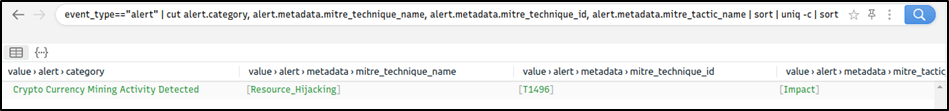 event_type=="alert" | cut alert.category, alert.metadata.mitre_technique_name, alert.metadata.mitre_technique_id, alert.metadata.mitre_tactic_name | sort | uniq -c | sort
{...}
value › alert › category value › alert › metadata › mitre_technique_name value › alert › metadata › mitre_technique_id value › alert › metadata › mitre_tactic
Crypto Currency Mining Activity Detected [Resource_Hijacking] [T1496] [Impact]